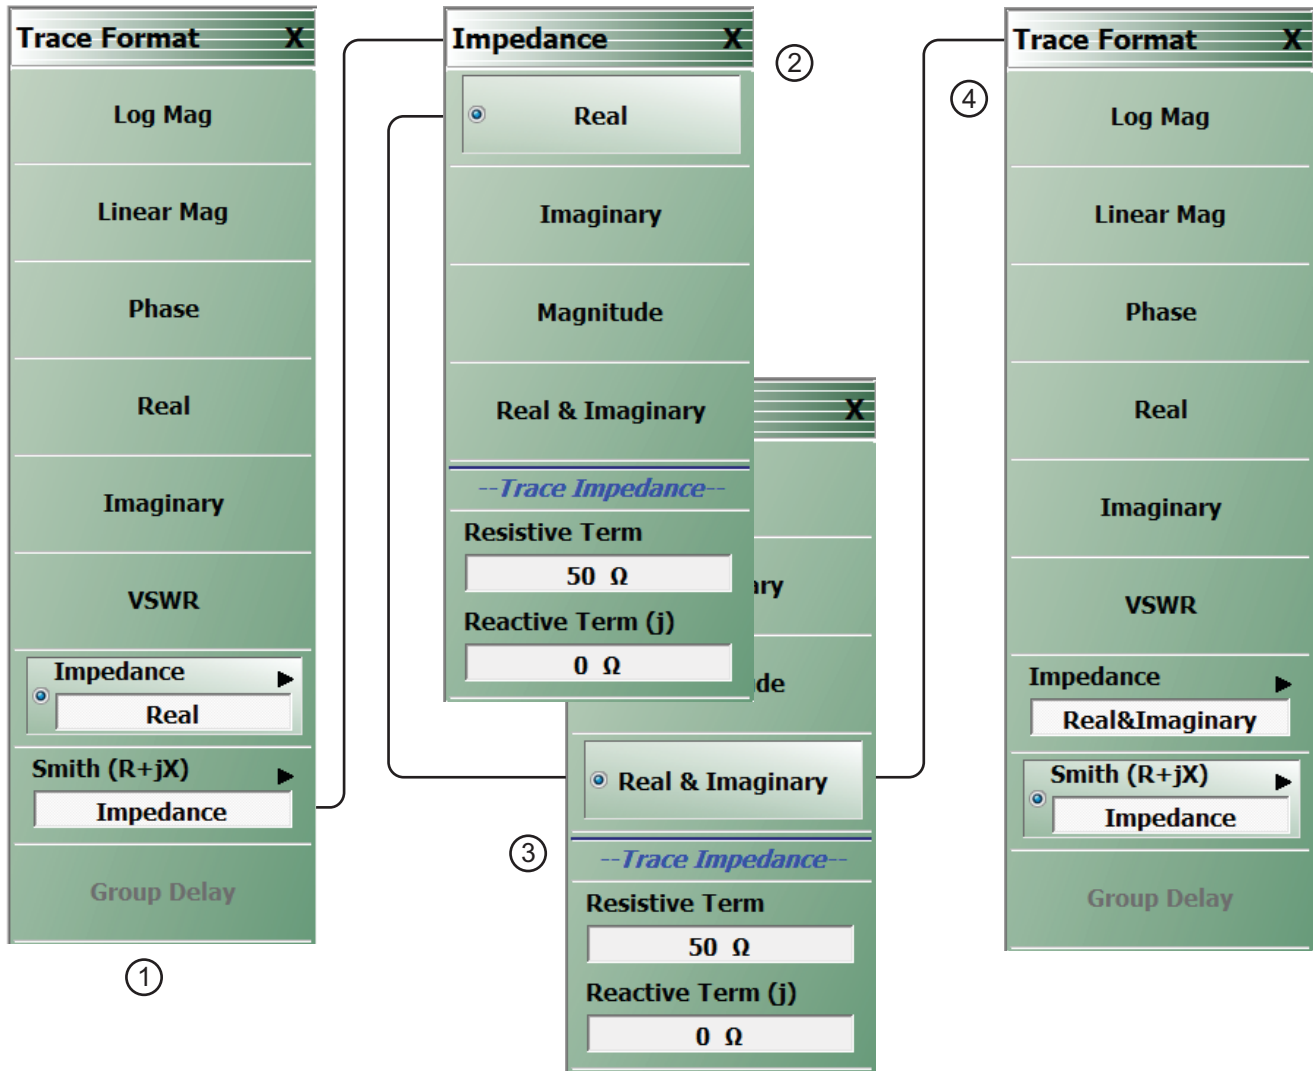 Trace Format X
Log Mag
Linear Mag
Phase
Real
Imaginary
VSWR
Impedance
Real
Smith (R+jX)
Impedance
Group Delay
1
Impedance X
2
Real
Imaginary
Magnitude
Real & Imaginary
--Trace Impedance--
Resistive Term
50 Ω
Reactive Term (j)
0 Ω
X
ry
de
Real & Imaginary
3
--Trace Impedance--
Resistive Term
50 Ω
Reactive Term (j)
0 Ω
Trace Format X
4
Log Mag
Linear Mag
Phase
Real
Imaginary
VSWR
Impedance
Real&Imaginary
Smith (R+jX)
Impedance
Group Delay